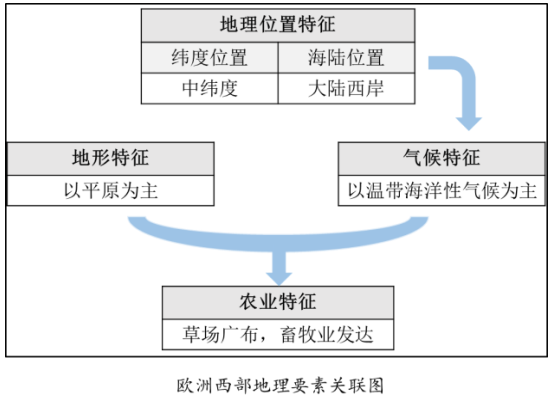 地理位置特征
纬度位置 海陆位置
中纬度 大陆西岸
地形特征 气候特征
以平原为主 以温带海洋性气候为主
农业特征
草场广布，畜牧业发达
欧洲西部地理要素关联图